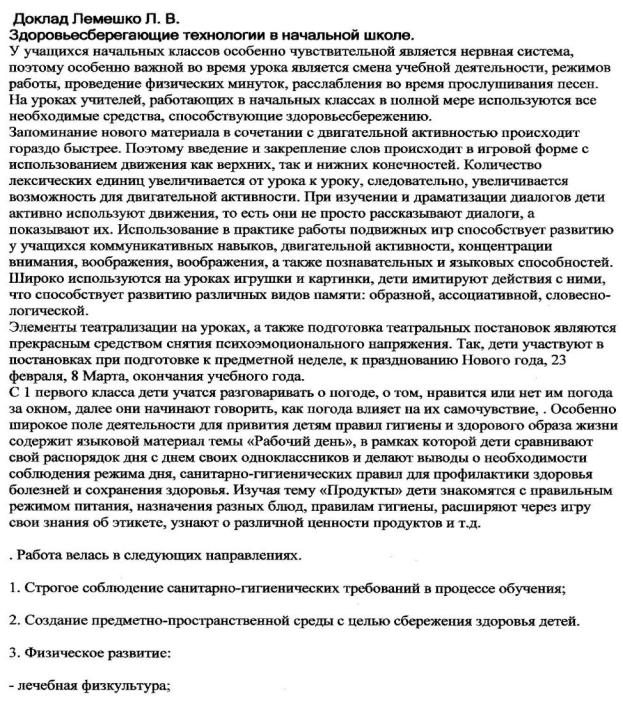 Доклад Лемешко Л. В.
Здоровьесберегающие технологии в начальной школе.
У учащихся начальных классов особенно чувствительной является нервная система,
поэтому особенно важной во время урока является смена учебной деятельности, режимов
работы, проведение физических минуток, расслабления во время прослушивания песен.
На уроках учителей, работающих в начальных классах в полной мере используются все
необходимые средства, способствующие здоровьесбережению.
Запоминание нового материала в сочетании с двигательной активностью происходит
гораздо быстрее. Поэтому введение и закрепление слов происходит в игровой форме с
использованием движения как верхних, так и нижних конечностей. Количество
лексических единиц увеличивается от урока к уроку, следовательно, увеличивается
возможность для двигательной активности. При изучении и драматизации диалогов дети
активно используют движения, то есть они не просто рассказывают диалоги, а
показывают их. Использование в практике работы подвижных игр способствует развитию
у учащихся коммуникативных навыков, двигательной активности, концентрации
внимания, воображения, воображения, а также познавательных и языковых способностей.
Широко используются на уроках игрушки и картинки, дети имитируют действия с ними,
что способствует развитию различных видов памяти: образной, ассоциативной, словесно-
логической.
Элементы театрализации на уроках, а также подготовка театральных постановок являются
прекрасным средством снятия психоэмоционального напряжения. Так, дети участвуют в
постановках при подготовке к предметной неделе, к празднованию Нового года, 23
февраля, 8 Марта, окончания учебного года.
С 1 первого класса дети учатся разговаривать о погоде, о том, нравится или нет им погода
за окном, далее они начинают говорить, как погода влияет на их самочувствие, . Особенно
широкое поле деятельности для привития детям правил гигиены и здорового образа жизни
содержит языковой материал темы «Рабочий день», в рамках которой дети сравнивают
свой распорядок дня с днем своих одноклассников и делают выводы о необходимости
соблюдения режима дня, санитарно-гигиенических правил для профилактики здоровья
болезней и сохранения здоровья. Изучая тему «Продукты» дети знакомятся с правильным
режимом питания, назначения разных блюд, правилам гигиены, расширяют через игру
свои знания об этикете, узнают о различной ценности продуктов и т.д.
. Работа велась в следующих направлениях.
1. Строгое соблюдение санитарно-гигиенических требований в процессе обучения;
2. Создание предметно-пространственной среды с целью сбережения здоровья детей.
3. Физическое развитие:
- лечебная физкультура;